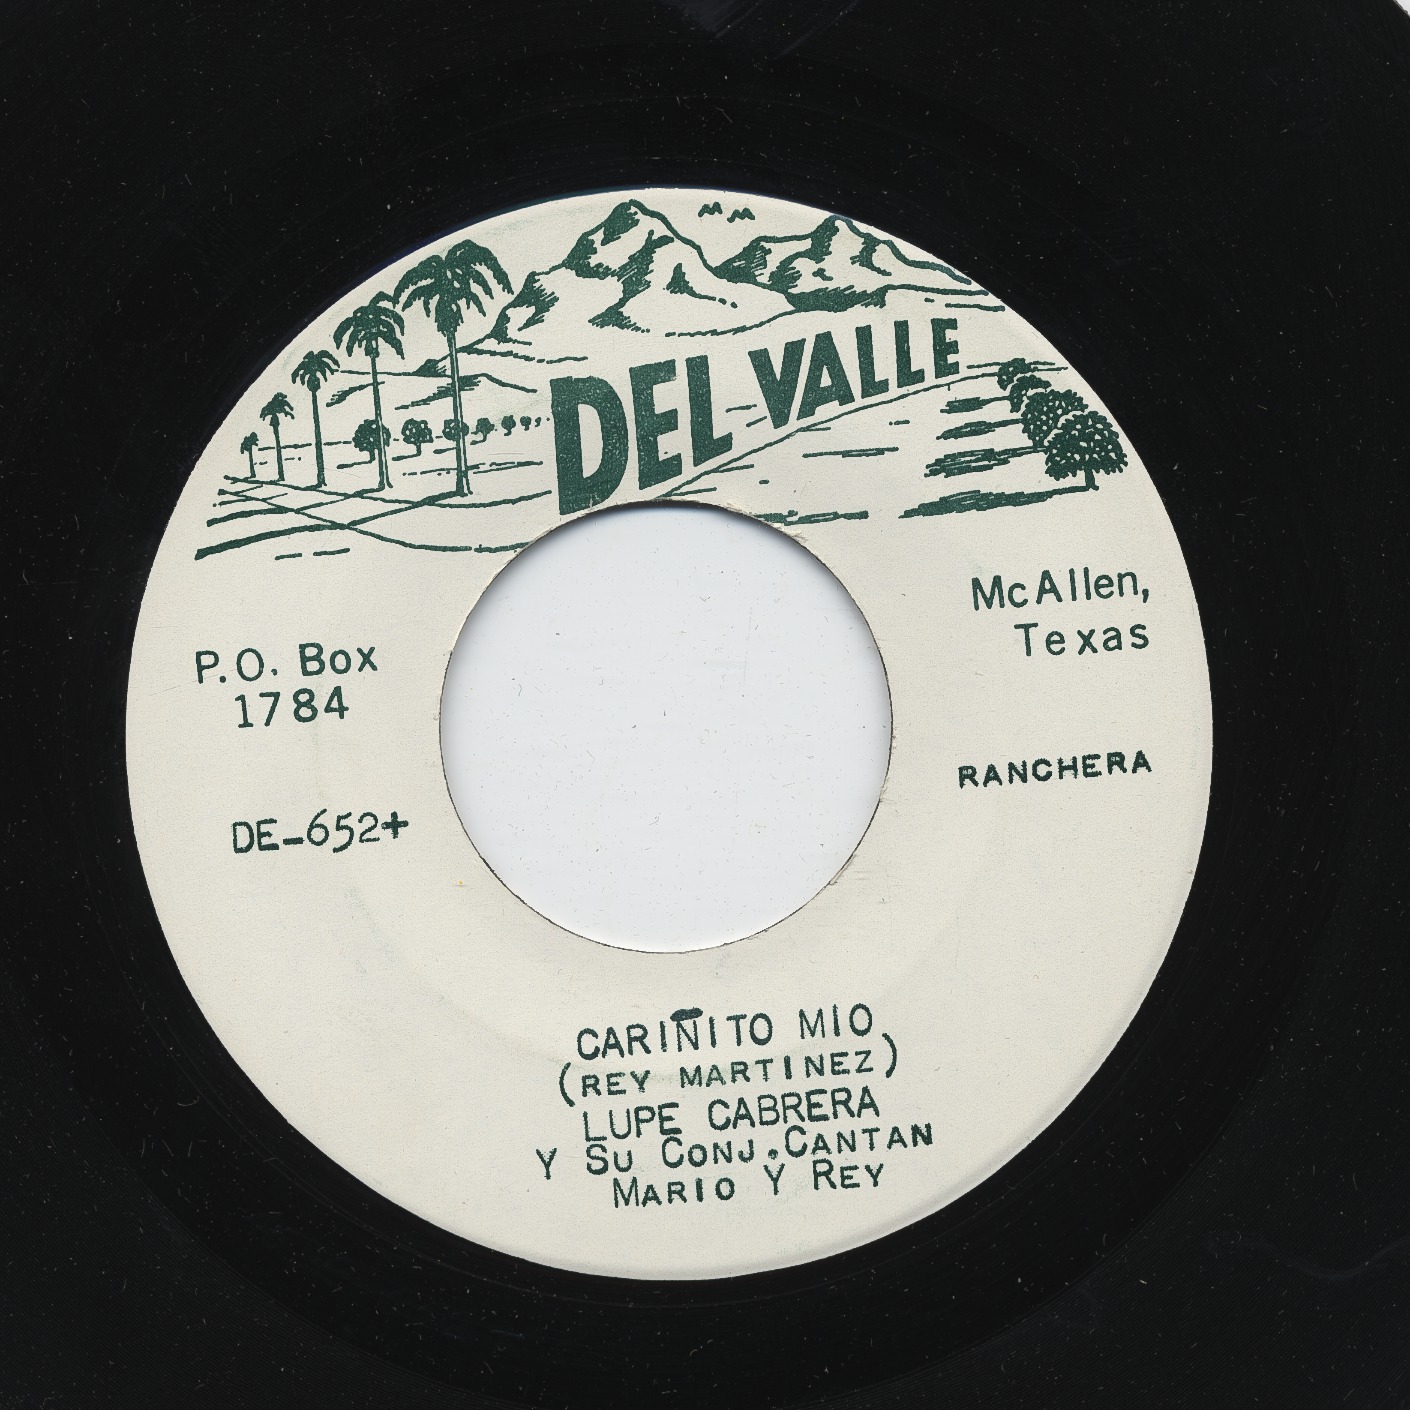 DEL VALLE
McAllen,
Texas
P.O. Box
1784
RANCHERA
DE-652+
CARIÑITO MIO
(REY MARTINEZ)
LUPE CABRERA
Y SU CONJ. CANTAN
MARIO Y REY